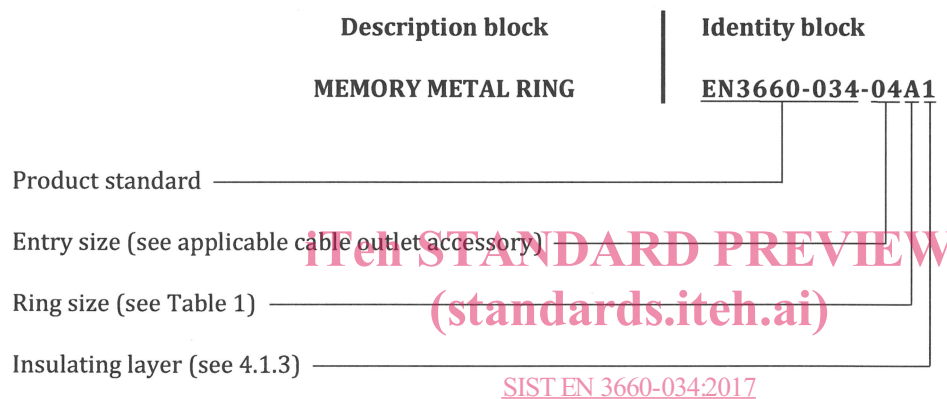 Description block Identity block
MEMORY METAL RING EN3660-034-04A1
Product standard
Entry size (see applicable cable outlet accessory)
iTeh STANDARD PREVIEW
Ring size (see Table 1)
(standards.iteh.ai)
Insulating layer (see 4.1.3)
SIST EN 3660-034:2017